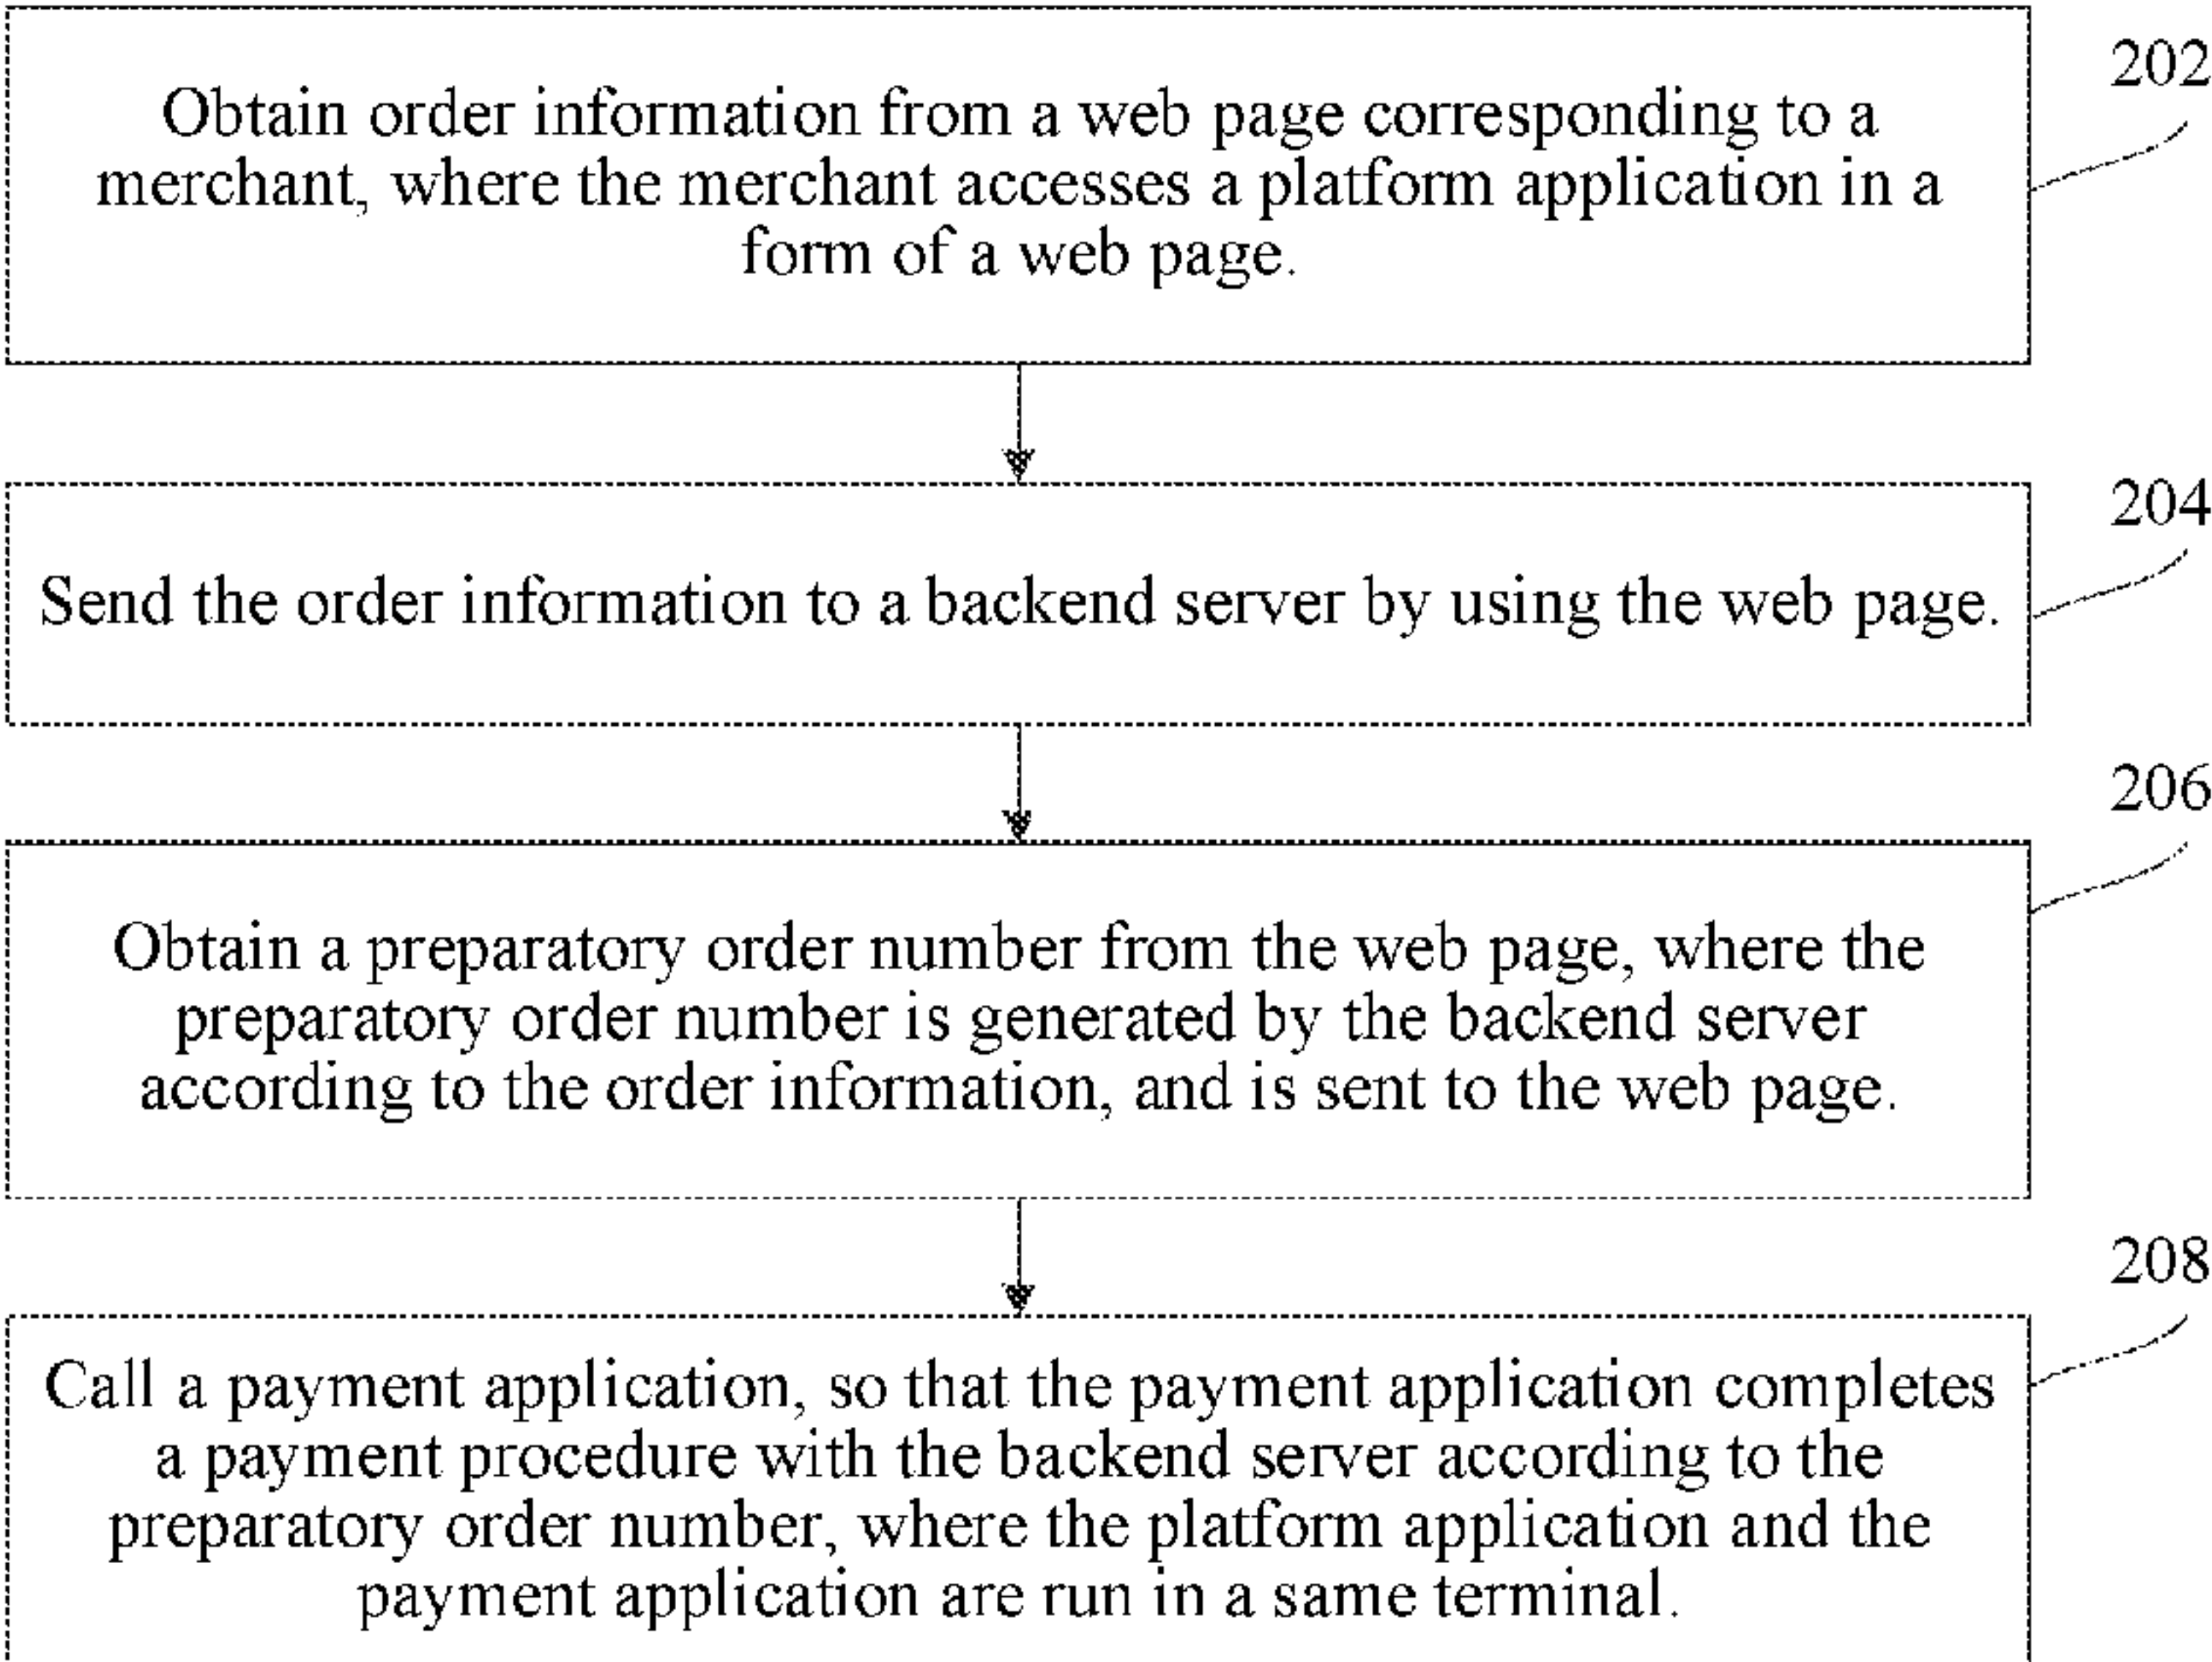 202
Obtain order information from a web page corresponding to a
merchant, where the merchant accesses a platform application in a
form of a web page.
204
Send the order information to a backend server by using the web page.
206
Obtain a preparatory order number from the web page, where the
preparatory order number is generated by the backend server
according to the order information, and is sent to the web page.
208
Call a payment application, so that the payment application completes
a payment procedure with the backend server according to the
preparatory order number, where the platform application and the
payment application are run in a same terminal.